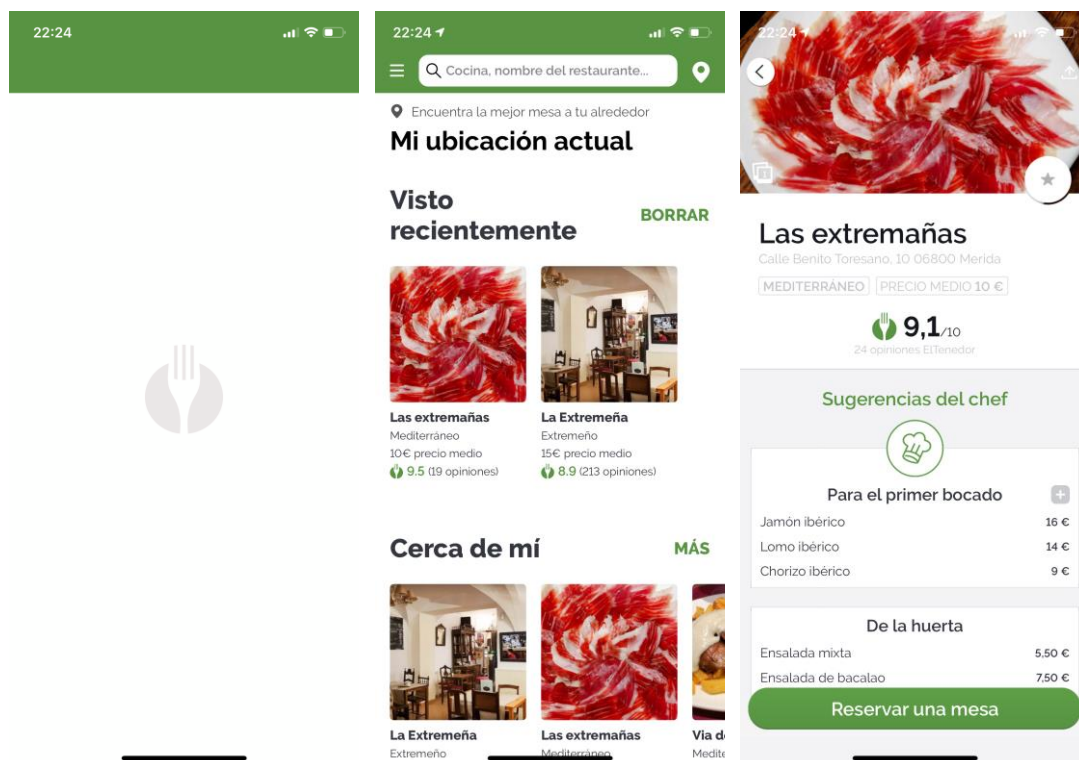 22:24
22:24
Cocina, nombre del restaurante...
Encuentra la mejor mesa a tu alrededor
Mi ubicación actual
Visto
recientemente
BORRAR
Las extremañas
Mediterráneo
10€ precio medio
9.5 (19 opiniones)
La Extremeña
Extremeño
15€ precio medio
8.9 (213 opiniones)
Cerca de mí
MÁS
La Extremeña
Extremeño
Las extremañas
Mediterráneo
Via d
Medite
22:24
Las extremañas
Calle Benito Toresano, 10 06800 Merida
MEDITERRÁNEO
PRECIO MEDIO 10 €
9,1/10
24 opiniones ElTenedor
Sugerencias del chef
Para el primer bocado
Jamón ibérico 16 €
Lomo ibérico 14 €
Chorizo ibérico 9 €
De la huerta
Ensalada mixta 5,50 €
Ensalada de bacalao 7,50 €
Reservar una mesa